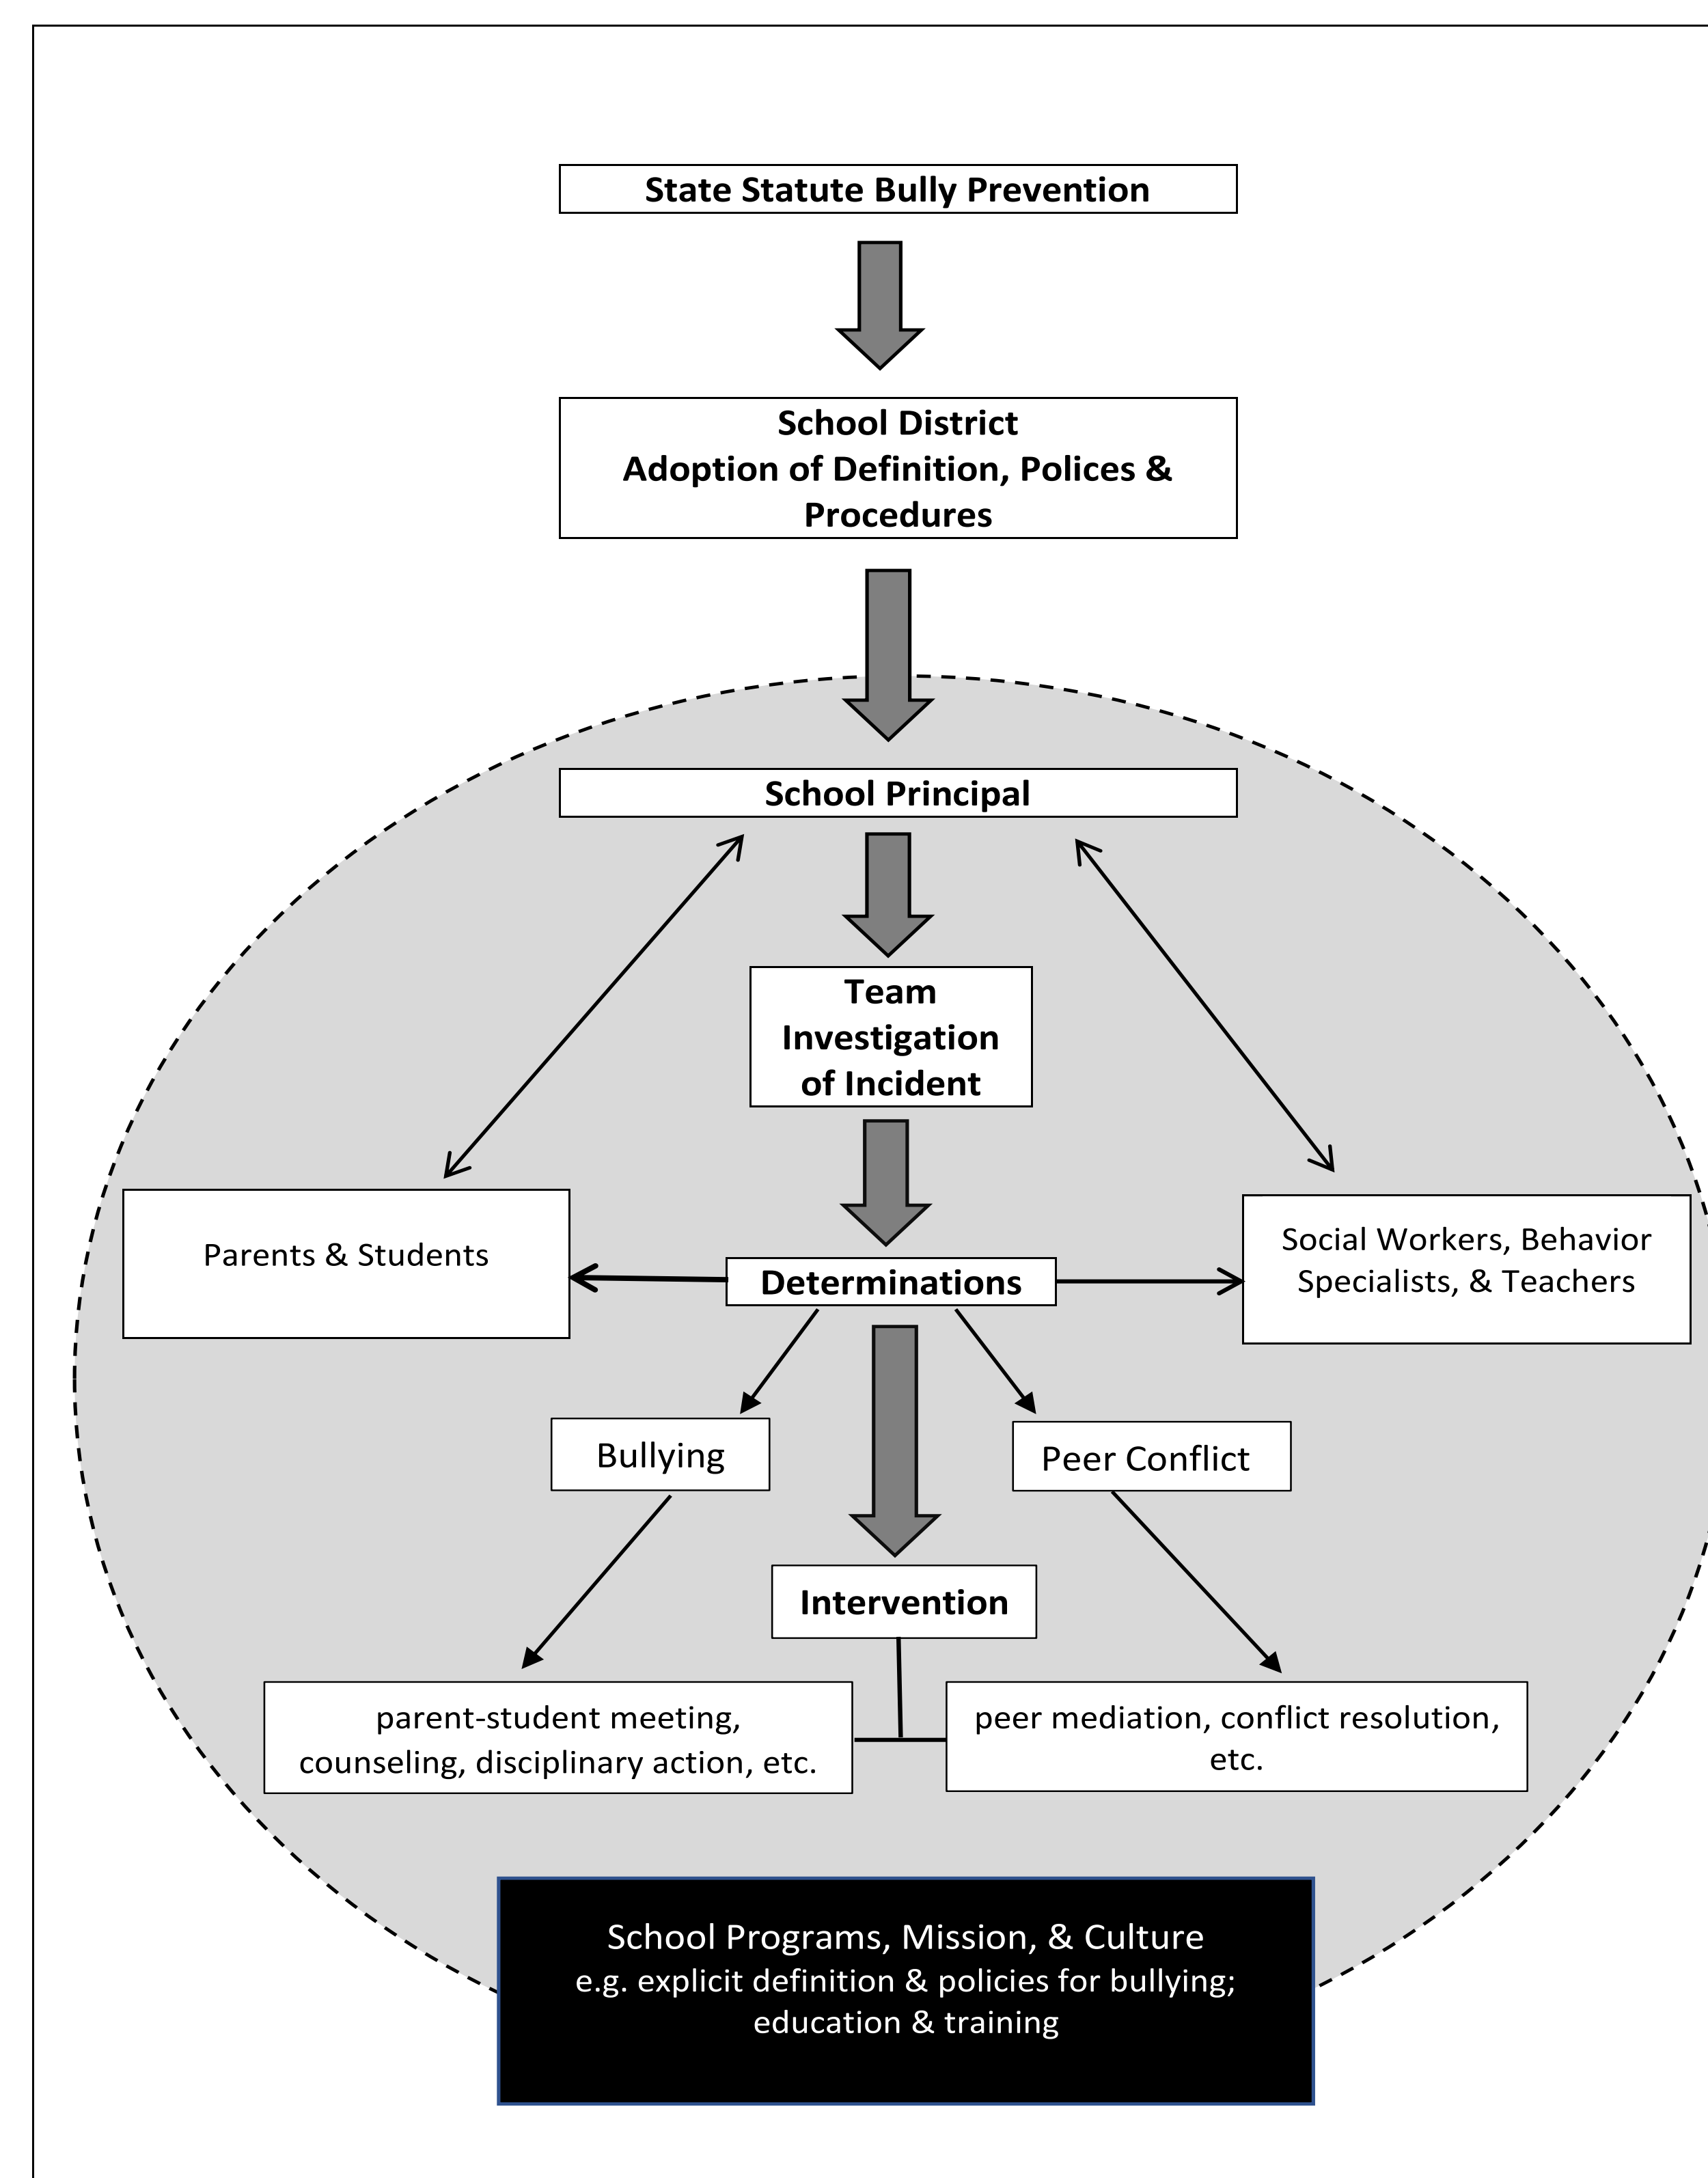 State Statute Bully Prevention
School District
Adoption of Definition, Polices &
Procedures
School Principal
Team
Investigation
of Incident
Parents & Students
Social Workers, Behavior
Specialists, & Teachers
Determinations
Bullying
Peer Conflict
Intervention
parent-student meeting,
counseling, disciplinary action, etc.
peer mediation, conflict resolution,
etc.
School Programs, Mission, & Culture
e.g. explicit definition & policies for bullying;
education & training